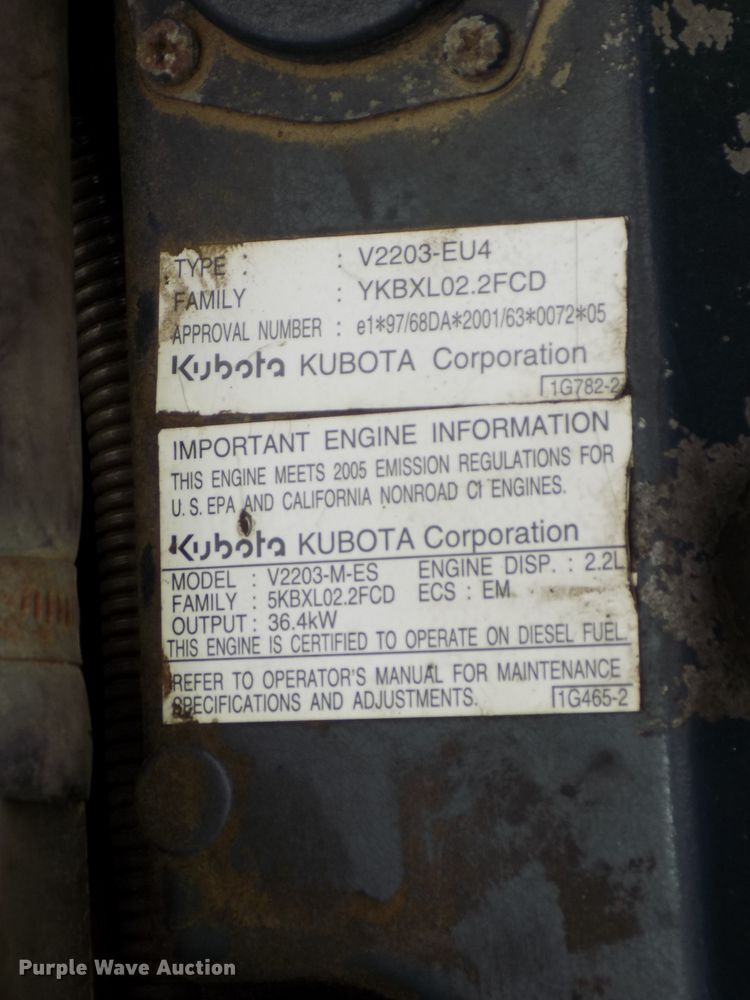 TYPE : : V2203-EU4
FAMILY : YKBXL02.2FCD
APPROVAL NUMBER : e1*97/68DA*2001/63*0072*05
Kubota KUBOTA Corporation
1G782-2
IMPORTANT ENGINE INFORMATION
THIS ENGINE MEETS 2005 EMISSION REGULATIONS FOR
U.S. EPA AND CALIFORNIA NONROAD CI ENGINES.
Kubota KUBOTA Corporation
MODEL : V2203-M-ES ENGINE DISP. : 2.2L
FAMILY : 5KBXL02.2FCD ECS : EM
OUTPUT : 36.4kW
THIS ENGINE IS CERTIFIED TO OPERATE ON DIESEL FUEL.
REFER TO OPERATOR'S MANUAL FOR MAINTENANCE
SPECIFICATIONS AND ADJUSTMENTS. 1G465-2
Purple Wave Auction